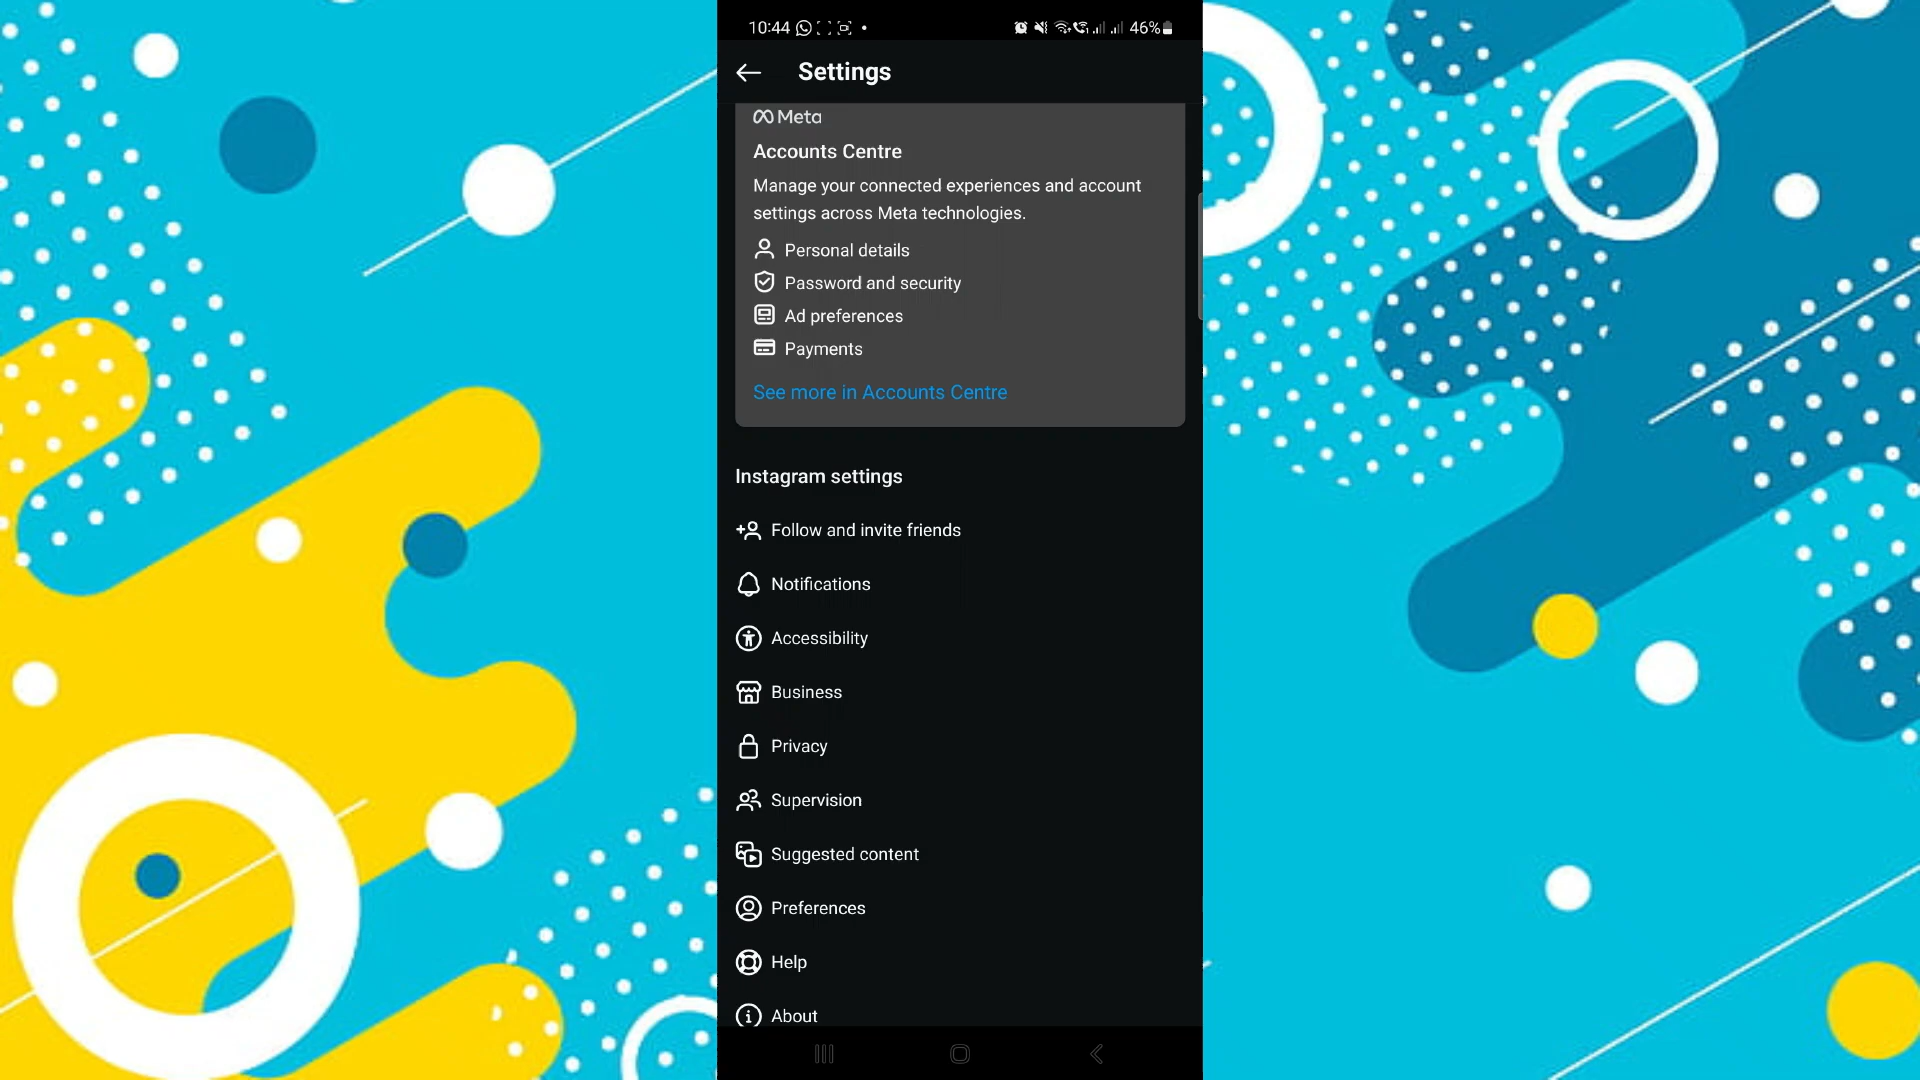 10:44 46%
Settings
Meta
Accounts Centre
Manage your connected experiences and account
settings across Meta technologies.
Personal details
Password and security
Ad preferences
Payments
See more in Accounts Centre
Instagram settings
Follow and invite friends
Notifications
Accessibility
Business
Privacy
Supervision
Suggested content
Preferences
Help
About